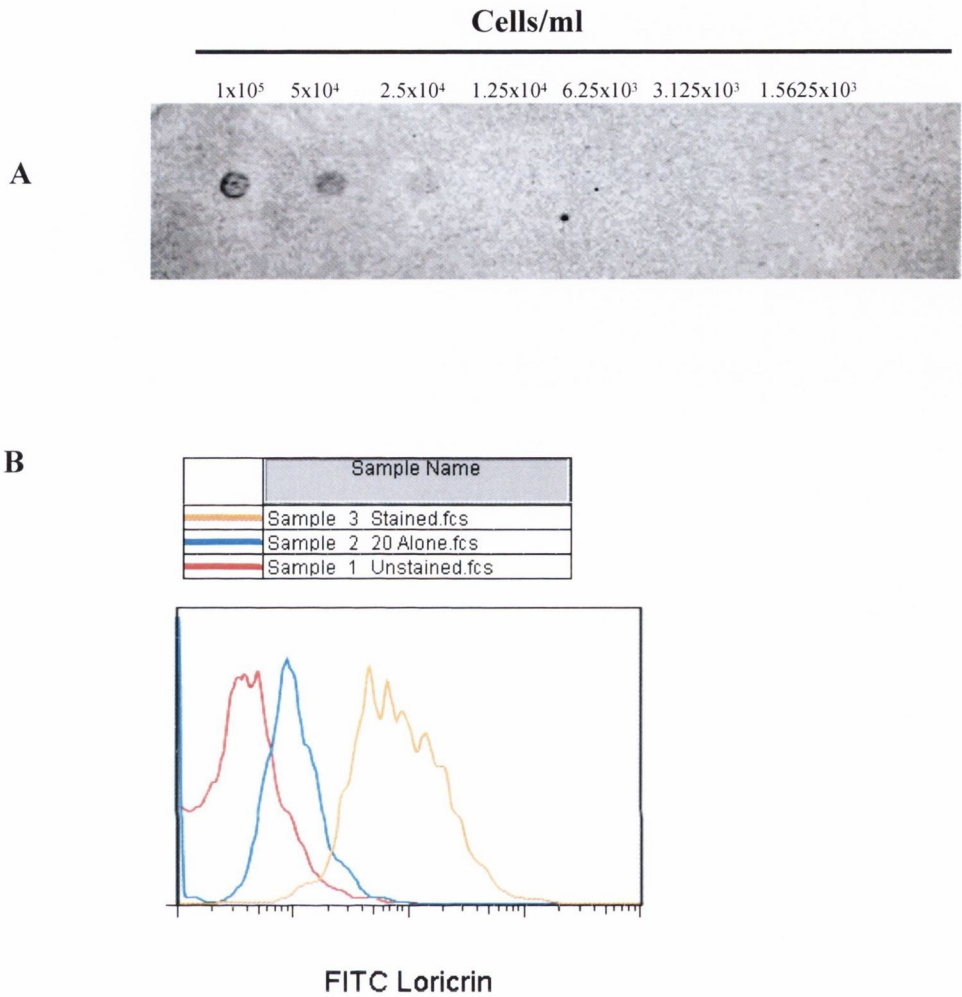 Cells/ml
1x10⁵ 5x10⁴ 2.5x10⁴ 1.25x10⁴ 6.25x10³ 3.125x10³ 1.5625x10³
A
B
Sample Name
Sample 3 Stained.fcs
Sample 2 20 Alone.fcs
Sample 1 Unstained.fcs
FITC Loricrin